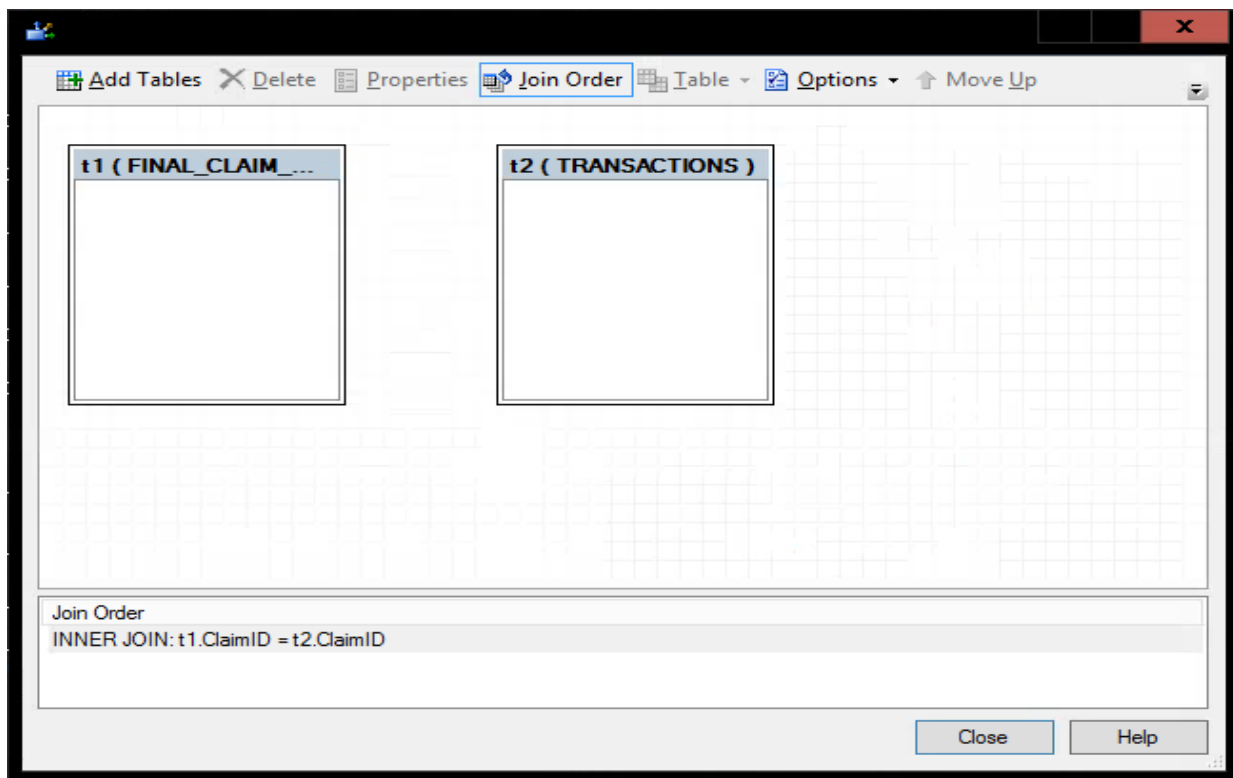 Add Tables Delete Properties Join Order Table Options Move Up
t1 ( FINAL_CLAIM_... t2 ( TRANSACTIONS )
Join Order
INNER JOIN: t1.ClaimID = t2.ClaimID
Close Help